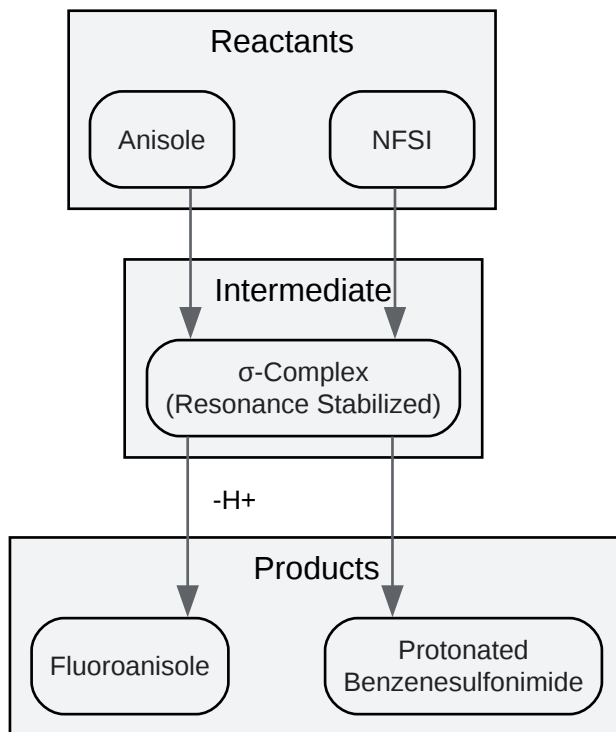 Reactants
Anisole
NFSI
Intermediate
σ-Complex
(Resonance Stabilized)
-H+
Products
Fluoroanisole
Protonated
Benzenesulfonimide